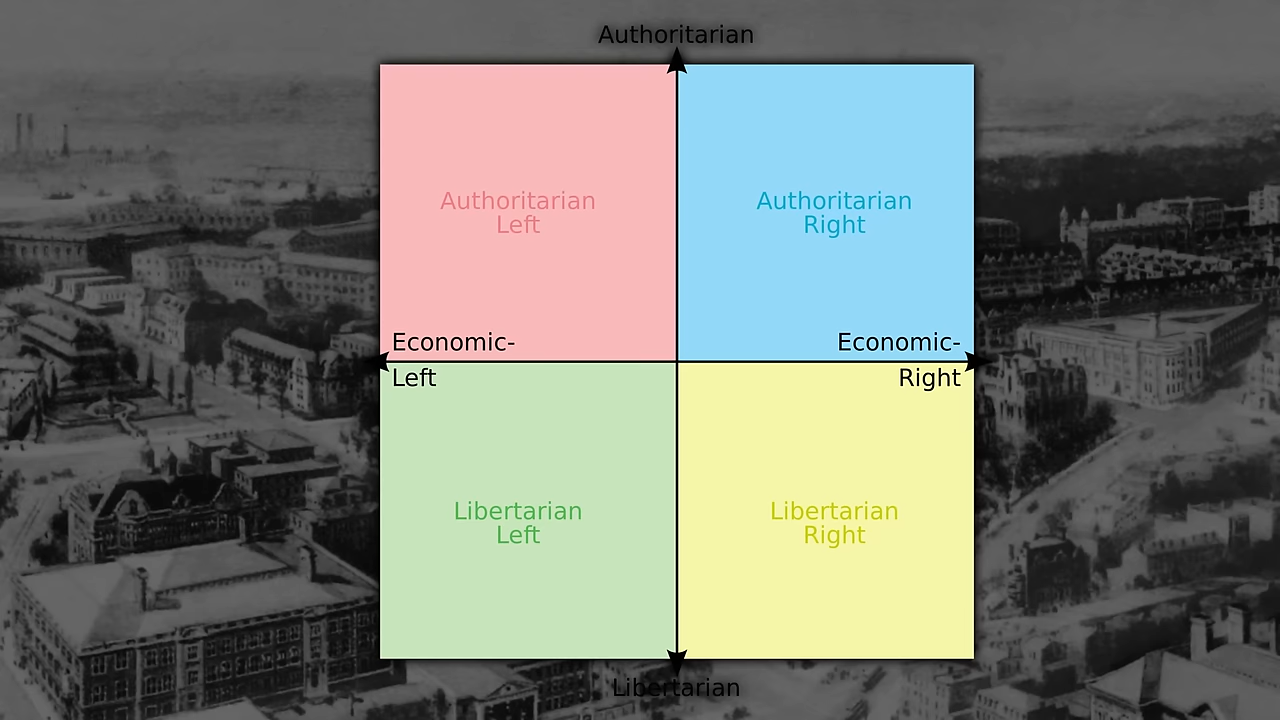 Authoritarian
Authoritarian
Left
Authoritarian
Right
Economic-
Left
Economic-
Right
Libertarian
Left
Libertarian
Right
Libertarian